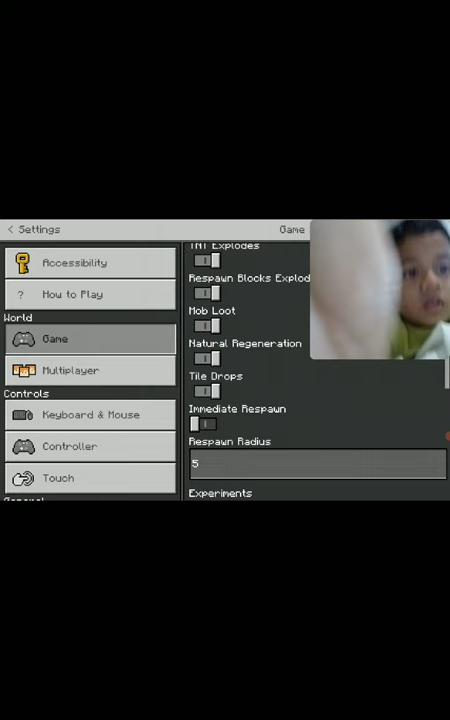 < Settings
Game
Accessibility
? How to Play
World
Game
Multiplayer
Controls
Keyboard & Mouse
Controller
Touch
General
TNT Explodes
Respawn Blocks Explod
Mob Loot
Natural Regeneration
Tile Drops
Immediate Respawn
Respawn Radius
5
Experiments